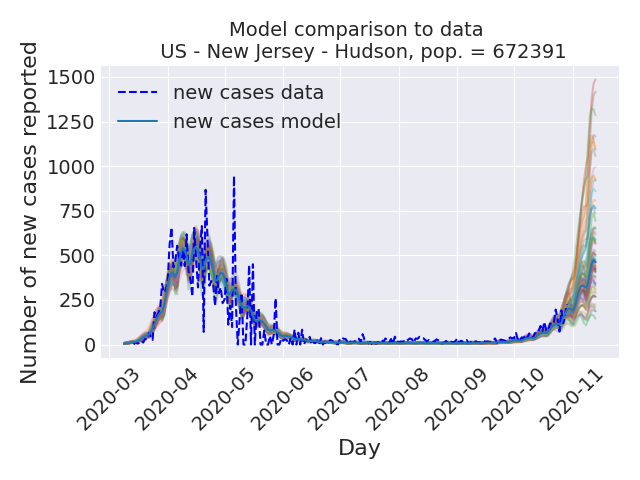 Model comparison to data
US - New Jersey - Hudson, pop. = 672391
Number of new cases reported
1500
1250
1000
750
500
250
0
new cases data
new cases model
2020-03
2020-04
2020-05
2020-06
2020-07
2020-08
2020-09
2020-10
2020-11
Day